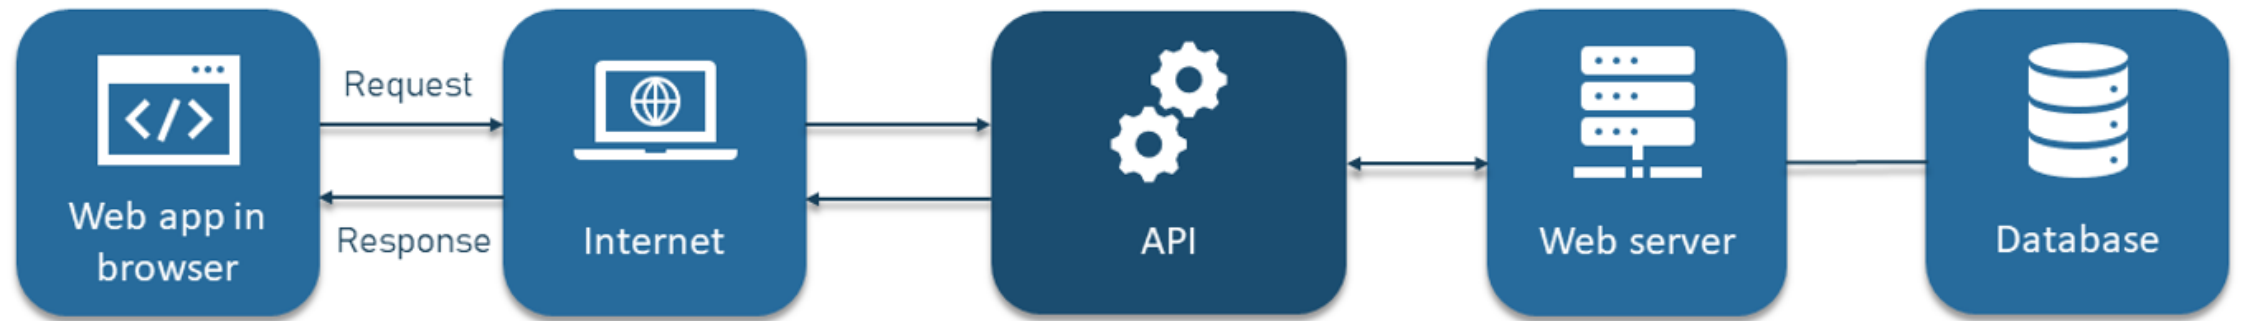 Web app in
browser
Request
Response
Internet
API
Web server
Database